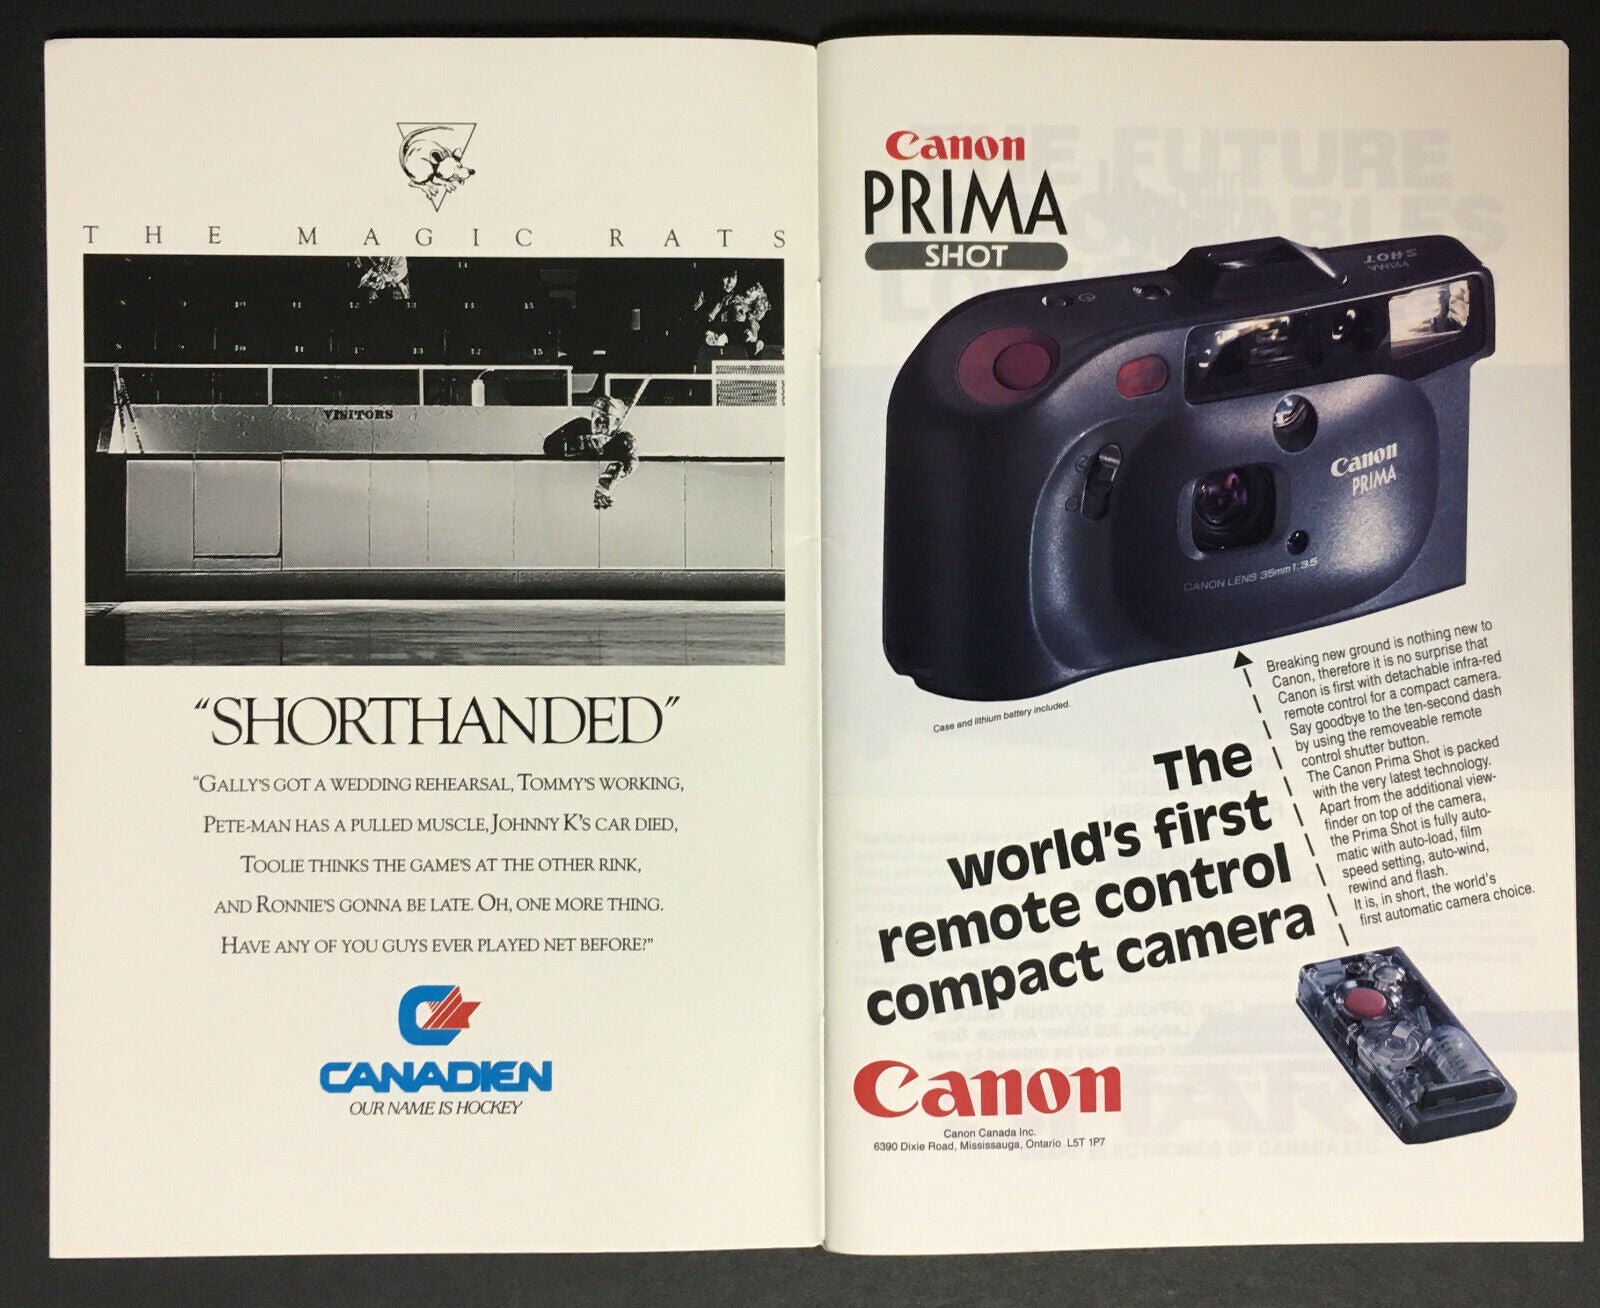 THE MAGIC RATS
VISITORS
"SHORTHANDED"
"GALLY'S GOT A WEDDING REHEARSAL, TOMMY'S WORKING,
PETE-MAN HAS A PULLED MUSCLE, JOHNNY K'S CAR DIED,
TOOLIE THINKS THE GAME'S AT THE OTHER RINK,
AND RONNIE'S GONNA BE LATE. OH, ONE MORE THING.
HAVE ANY OF YOU GUYS EVER PLAYED NET BEFORE?"
CANADIEN
OUR NAME IS HOCKEY
Canon
PRIMA
SHOT
PRIMA
SHOT
Canon
PRIMA
CANON LENS 35mm 1:3.5
Case and lithium battery included.
Breaking new ground is nothing new to
Canon, therefore it is no surprise that
Canon is first with detachable infra-red
remote control for a compact camera.
Say goodbye to the ten-second dash
by using the removeable remote
control shutter button.
The Canon Prima Shot is packed
with the very latest technology.
Apart from the additional view-
finder on top of the camera,
the Prima Shot is fully auto-
matic with auto-load, film
speed setting, auto-wind,
rewind and flash.
It is, in short, the world's
first automatic camera choice.
The
world's first
remote control
compact camera
Canon
Canon Canada Inc.
6390 Dixie Road, Mississauga, Ontario L5T 1P7